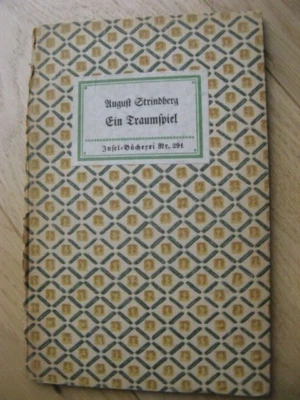 August Strindberg
Ein Traumspiel
Insel-Bücherei Nr. 291